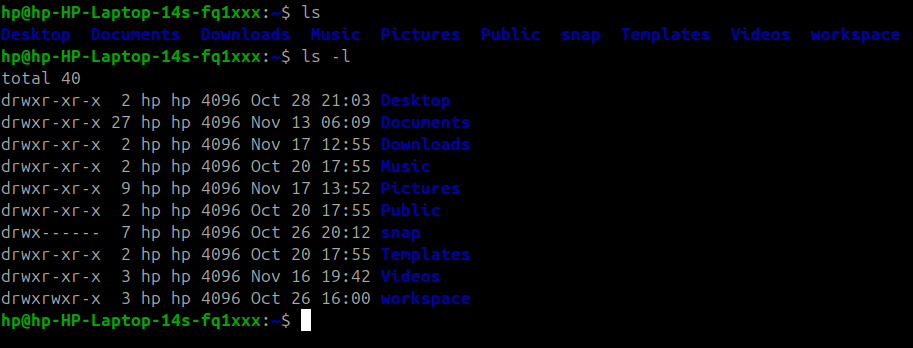 hp@hp-HP-Laptop-14s-fq1xxx:~$ ls
Desktop  Documents  Downloads  Music  Pictures  Public  snap  Templates  Videos  workspace
hp@hp-HP-Laptop-14s-fq1xxx:~$ ls -l
total 40
drwxr-xr-x  2 hp hp 4096 Oct 28 21:03 Desktop
drwxr-xr-x 27 hp hp 4096 Nov 13 06:09 Documents
drwxr-xr-x  2 hp hp 4096 Nov 17 12:55 Downloads
drwxr-xr-x  2 hp hp 4096 Oct 20 17:55 Music
drwxr-xr-x  9 hp hp 4096 Nov 17 13:52 Pictures
drwxr-xr-x  2 hp hp 4096 Oct 20 17:55 Public
drwx------  7 hp hp 4096 Oct 26 20:12 snap
drwxr-xr-x  2 hp hp 4096 Oct 20 17:55 Templates
drwxr-xr-x  3 hp hp 4096 Nov 16 19:42 Videos
drwxrwxr-x  3 hp hp 4096 Oct 26 16:00 workspace
hp@hp-HP-Laptop-14s-fq1xxx:~$